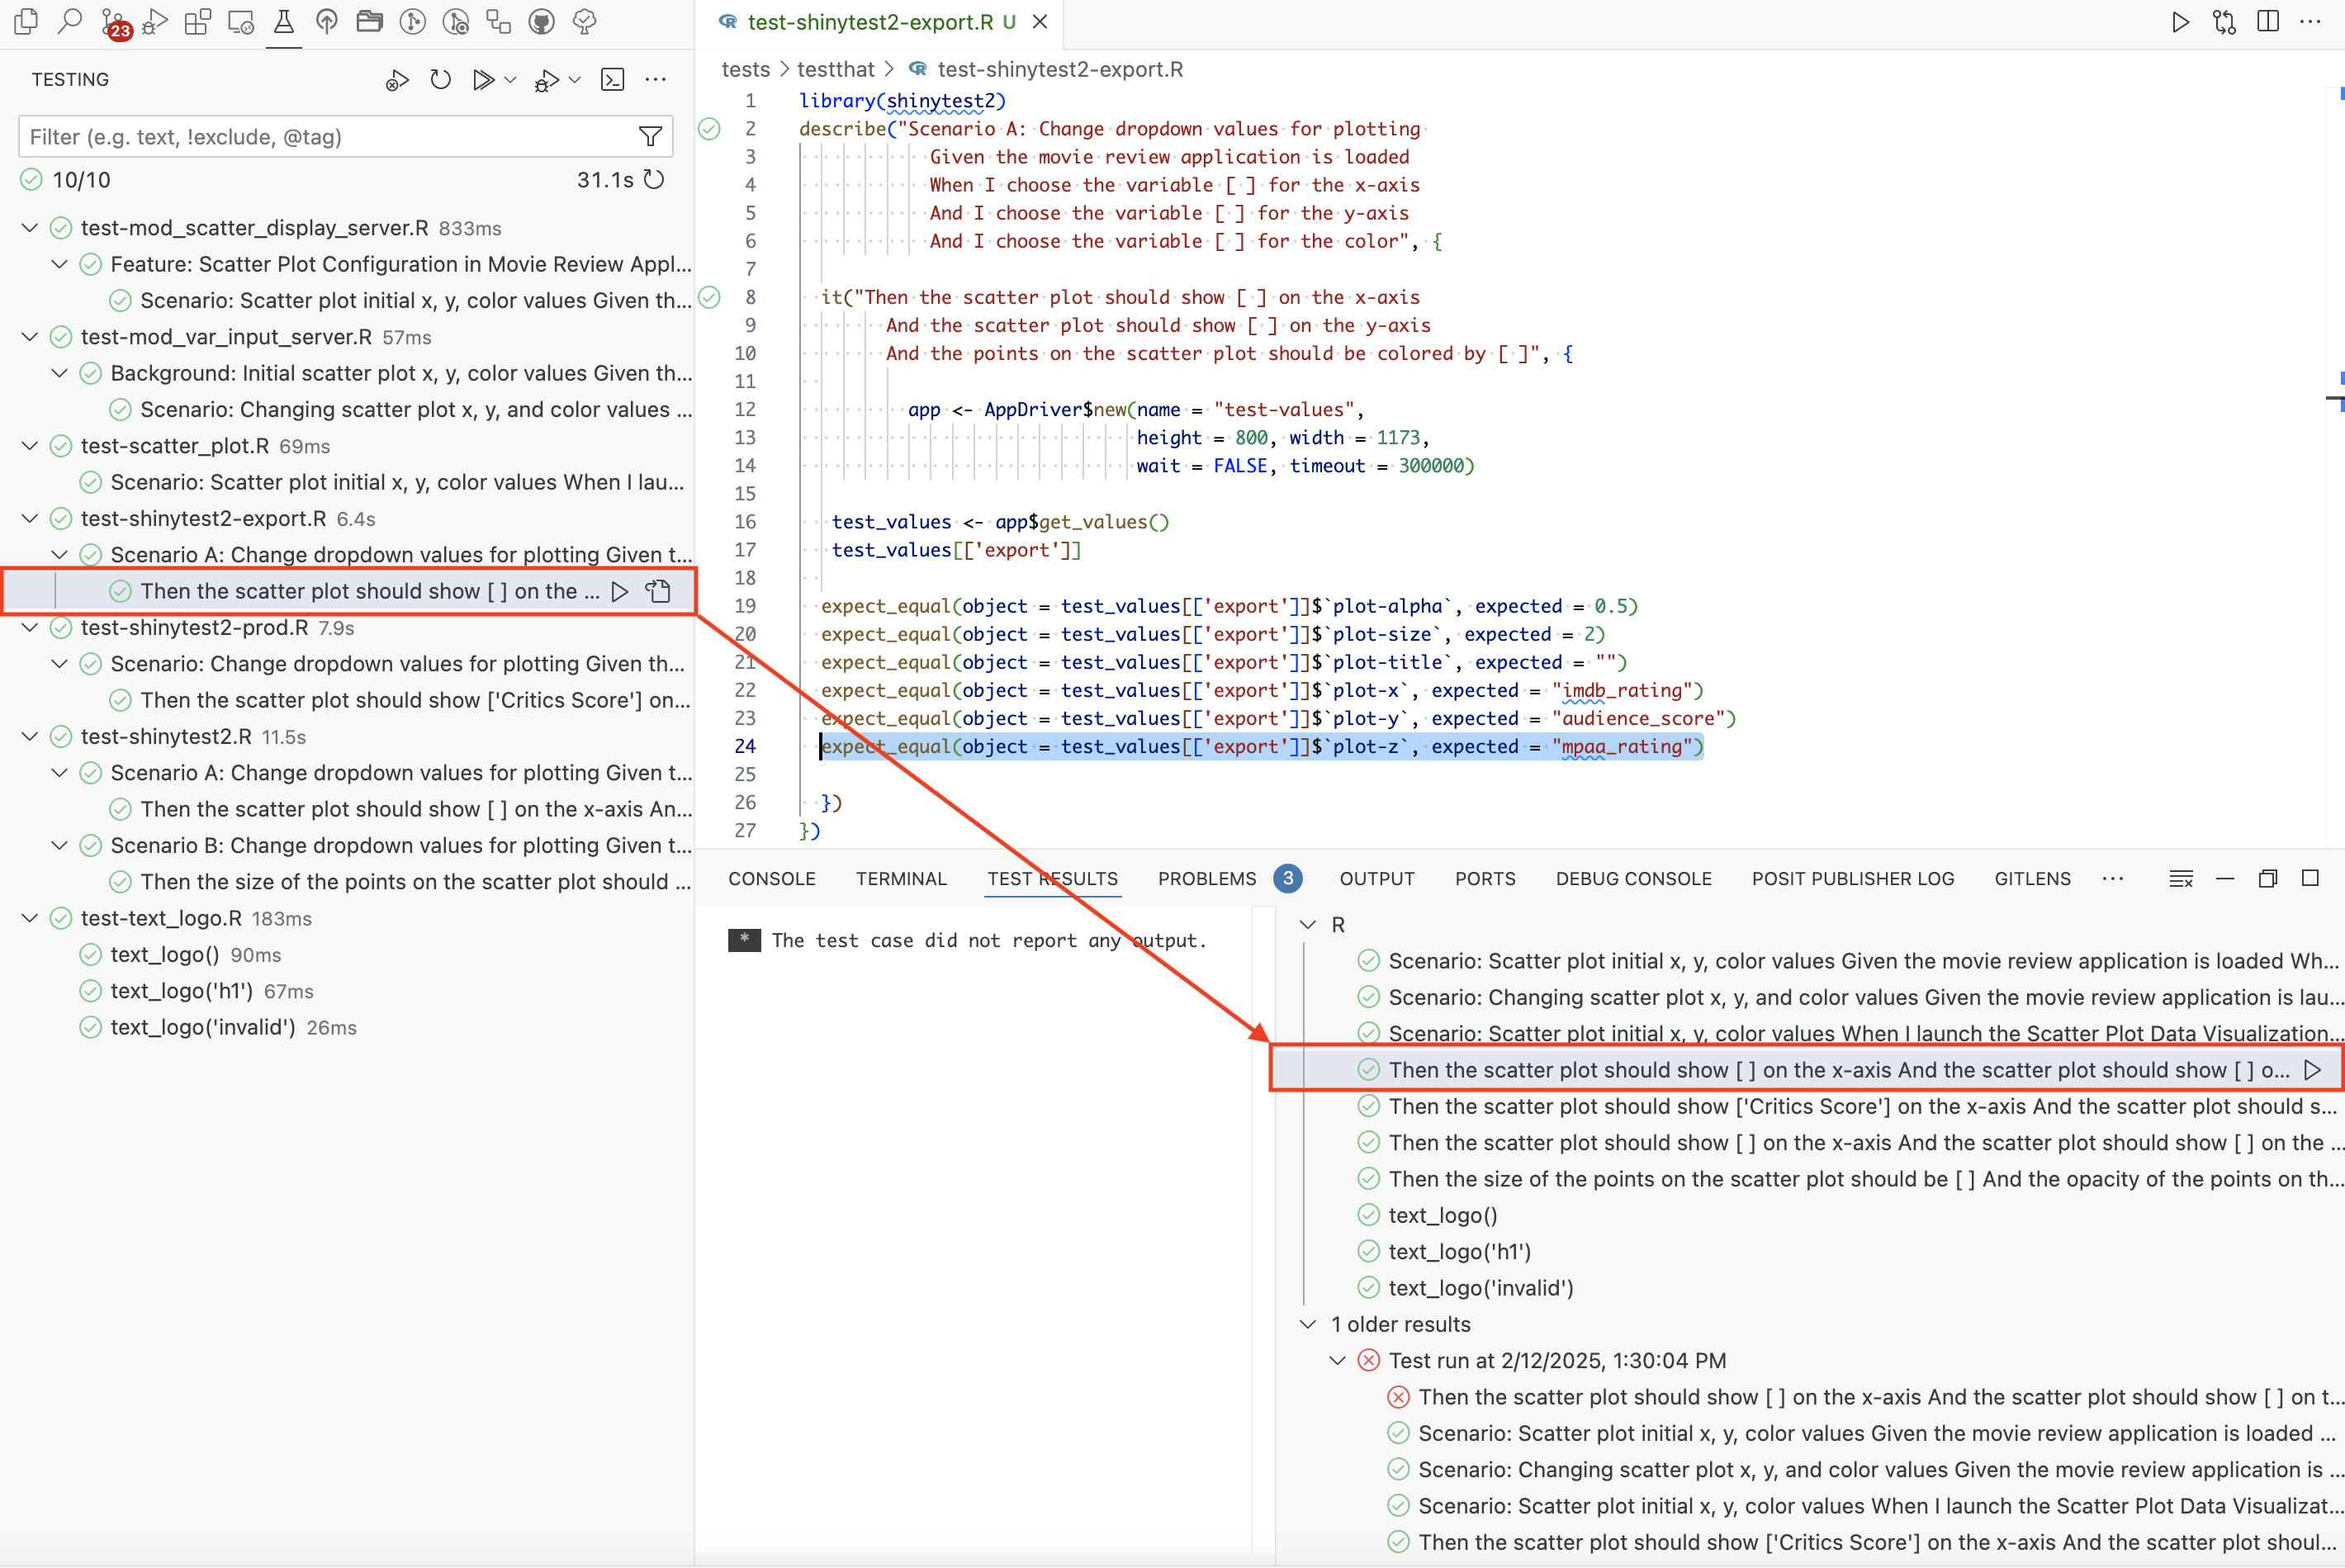 23
TESTING
Filter (e.g. text, !exclude, @tag)
10/10 31.1s
test-mod_scatter_display_server.R 833ms
Feature: Scatter Plot Configuration in Movie Review Appl...
Scenario: Scatter plot initial x, y, color values Given th...
test-mod_var_input_server.R 57ms
Background: Initial scatter plot x, y, color values Given th...
Scenario: Changing scatter plot x, y, and color values ...
test-scatter_plot.R 69ms
Scenario: Scatter plot initial x, y, color values When I lau...
test-shinytest2-export.R 6.4s
Scenario A: Change dropdown values for plotting Given t...
Then the scatter plot should show [ ] on the ...
test-shinytest2-prod.R 7.9s
Scenario: Change dropdown values for plotting Given th...
Then the scatter plot should show ['Critics Score'] on...
test-shinytest2.R 11.5s
Scenario A: Change dropdown values for plotting Given t...
Then the scatter plot should show [ ] on the x-axis An...
Scenario B: Change dropdown values for plotting Given t...
Then the size of the points on the scatter plot should ...
test-text_logo.R 183ms
text_logo() 90ms
text_logo('h1') 67ms
text_logo('invalid') 26ms
test-shinytest2-export.R U
tests > testthat > test-shinytest2-export.R
1 library(shinytest2)
2 describe("Scenario A: Change dropdown values for plotting
3 Given the movie review application is loaded
4 When I choose the variable [ ] for the x-axis
5 And I choose the variable [ ] for the y-axis
6 And I choose the variable [ ] for the color", {
7
8 it("Then the scatter plot should show [ ] on the x-axis
9 And the scatter plot should show [ ] on the y-axis
10 And the points on the scatter plot should be colored by [ ]", {
11
12 app <- AppDriver$new(name = "test-values",
13 height = 800, width = 1173,
14 wait = FALSE, timeout = 300000)
15
16 test_values <- app$get_values()
17 test_values[['export']]
18
19 expect_equal(object = test_values[['export']]$`plot-alpha`, expected = 0.5)
20 expect_equal(object = test_values[['export']]$`plot-size`, expected = 2)
21 expect_equal(object = test_values[['export']]$`plot-title`, expected = "")
22 expect_equal(object = test_values[['export']]$`plot-x`, expected = "imdb_rating")
23 expect_equal(object = test_values[['export']]$`plot-y`, expected = "audience_score")
24 expect_equal(object = test_values[['export']]$`plot-z`, expected = "mpaa_rating")
25
26 })
27 })
CONSOLE TERMINAL TEST RESULTS PROBLEMS 3 OUTPUT PORTS DEBUG CONSOLE POSIT PUBLISHER LOG GITLENS ...
* The test case did not report any output.
R
Scenario: Scatter plot initial x, y, color values Given the movie review application is loaded Wh...
Scenario: Changing scatter plot x, y, and color values Given the movie review application is lau...
Scenario: Scatter plot initial x, y, color values When I launch the Scatter Plot Data Visualization...
Then the scatter plot should show [ ] on the x-axis And the scatter plot should show [ ] o...
Then the scatter plot should show ['Critics Score'] on the x-axis And the scatter plot should s...
Then the scatter plot should show [ ] on the x-axis And the scatter plot should show [ ] on the ...
Then the size of the points on the scatter plot should be [ ] And the opacity of the points on th...
text_logo()
text_logo('h1')
text_logo('invalid')
1 older results
Test run at 2/12/2025, 1:30:04 PM
Then the scatter plot should show [ ] on the x-axis And the scatter plot should show [ ] on t...
Scenario: Scatter plot initial x, y, color values Given the movie review application is loaded ...
Scenario: Changing scatter plot x, y, and color values Given the movie review application is ...
Scenario: Scatter plot initial x, y, color values When I launch the Scatter Plot Data Visualizat...
Then the scatter plot should show ['Critics Score'] on the x-axis And the scatter plot shoul...